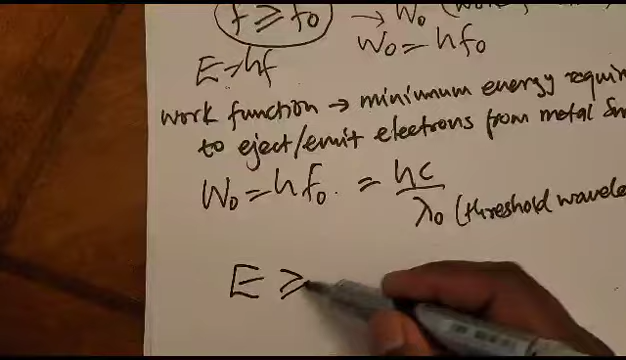 f ≥ f₀ → W₀
W₀ = hf₀
E = hf
work function → minimum energy
to eject/emit electrons from metal
W₀ = hf₀. = hc/λ₀ (threshold
E ≥